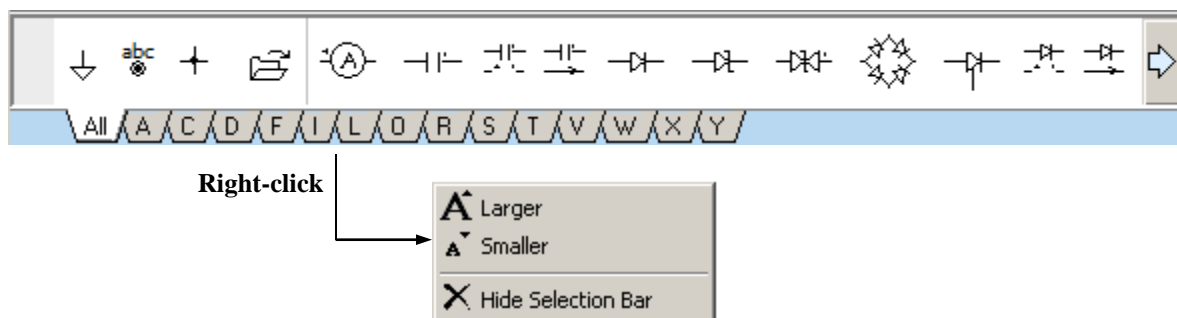 abc
A
All A C D F I L O R S T V W X Y
Right-click
A Larger
A Smaller
Hide Selection Bar